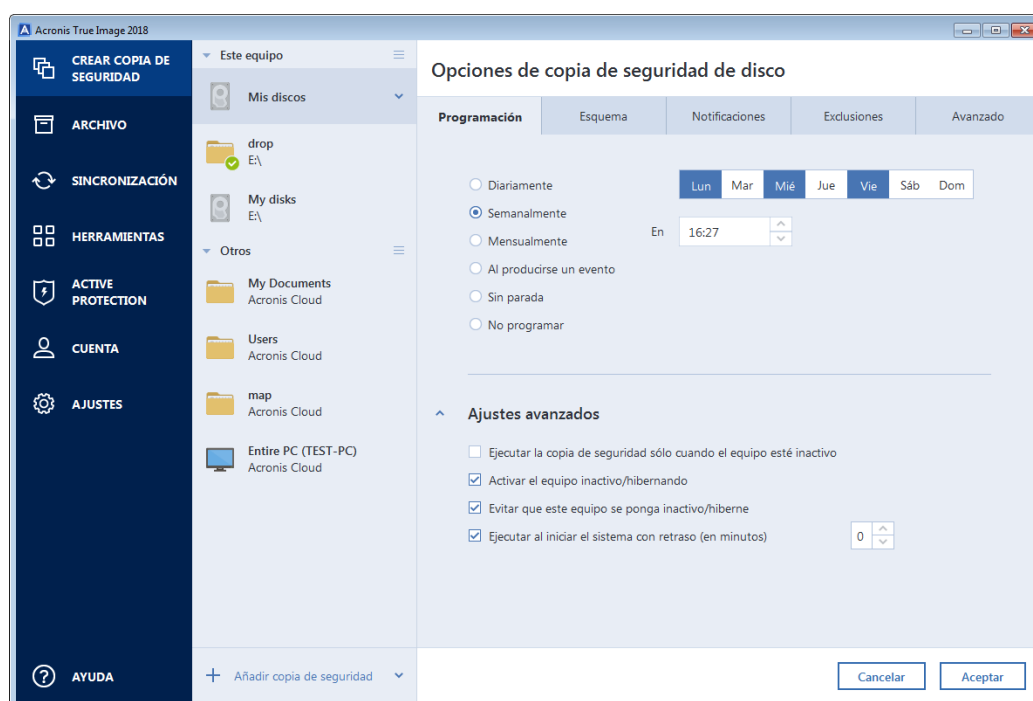 Acronis True Image 2018
CREAR COPIA DE
SEGURIDAD
ARCHIVO
SINCRONIZACIÓN
HERRAMIENTAS
ACTIVE
PROTECTION
CUENTA
AJUSTES
AYUDA
Este equipo
Mis discos
drop
E:\
My disks
E:\
Otros
My Documents
Acronis Cloud
Users
Acronis Cloud
map
Acronis Cloud
Entire PC (TEST-PC)
Acronis Cloud
Añadir copia de seguridad
Opciones de copia de seguridad de disco
Programación Esquema Notificaciones Exclusiones Avanzado
Diariamente
Semanalmente
Mensualmente
Al producirse un evento
Sin parada
No programar
Lun Mar Mié Jue Vie Sáb Dom
En 16:27
Ajustes avanzados
Ejecutar la copia de seguridad sólo cuando el equipo esté inactivo
Activar el equipo inactivo/hibernando
Evitar que este equipo se ponga inactivo/hiberne
Ejecutar al iniciar el sistema con retraso (en minutos) 0
Cancelar Aceptar